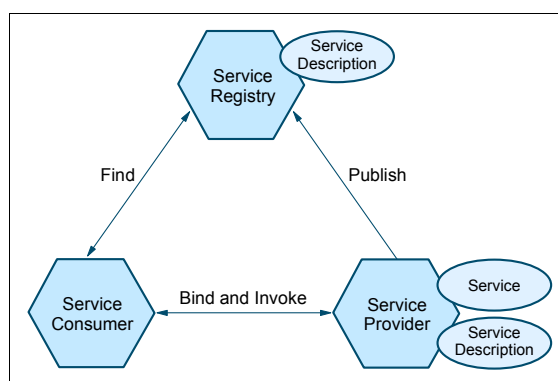 Service
Description
Service
Registry
Find
Publish
Service
Consumer
Bind and Invoke
Service
Provider
Service
Service
Description